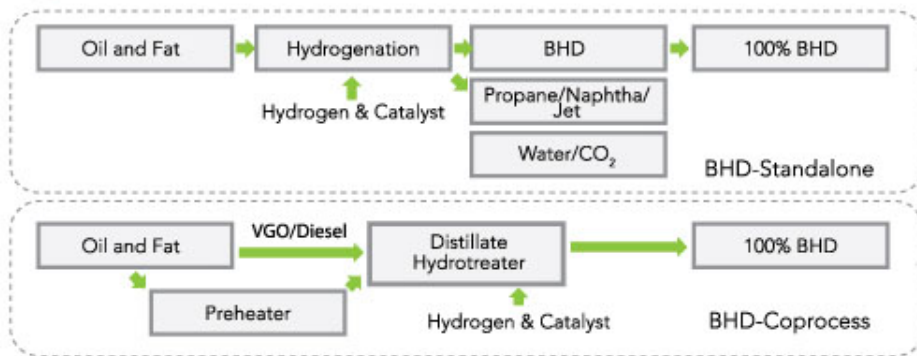 Oil and Fat
Hydrogenation
BHD
100% BHD
Hydrogen & Catalyst
Propane/Naphtha/
Jet
Water/CO₂
BHD-Standalone
Oil and Fat
VGO/Diesel
Distillate
Hydrotreater
100% BHD
Preheater
Hydrogen & Catalyst
BHD-Coprocess